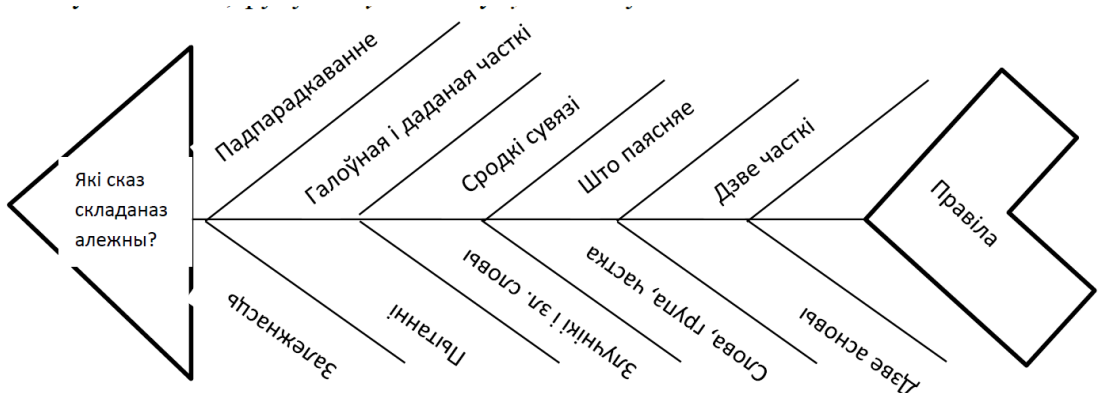 Які сказ
складаназ
алежны?
Падпарадкаванне
Галоўная і даданая часткі
Сродкі сувязі
Што паясняе
Дзве часткі
Правіла
Залежнасць
Пытанні
Злучнікі і зл. словы
Слова, група, частка
Дзве асновы